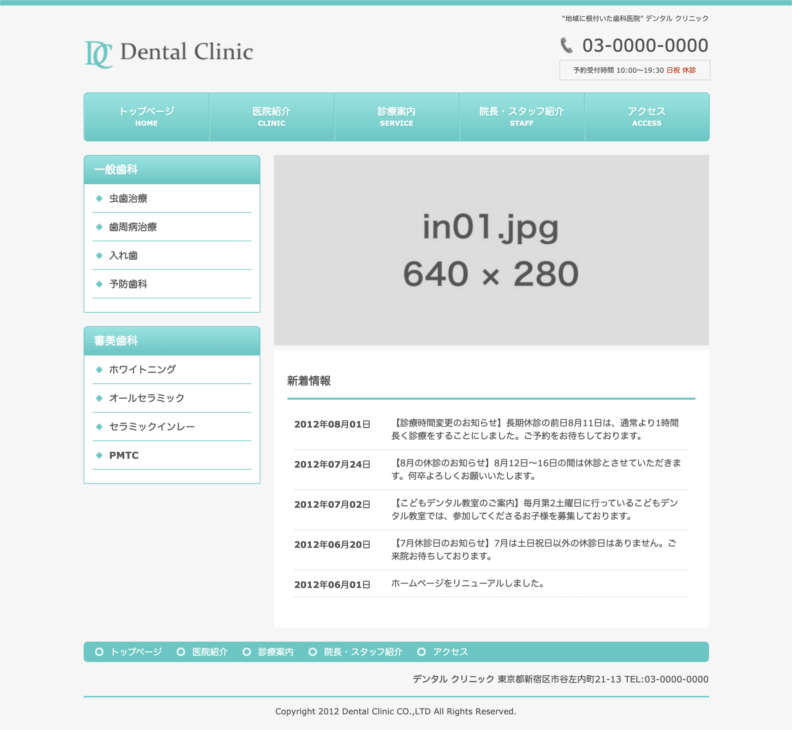 "地域に根付いた歯科医院" デンタル クリニック
DC Dental Clinic
03-0000-0000
予約受付時間 10:00〜19:30 日祝 休診
トップページ
HOME
医院紹介
CLINIC
診療案内
SERVICE
院長・スタッフ紹介
STAFF
アクセス
ACCESS
一般歯科
虫歯治療
歯周病治療
入れ歯
予防歯科
審美歯科
ホワイトニング
オールセラミック
セラミックインレー
PMTC
in01.jpg
640 × 280
新着情報
2012年08月01日
【診療時間変更のお知らせ】長期休診の前日8月11日は、通常より1時間
長く診療をすることにしました。ご予約をお待ちしております。
2012年07月24日
【8月の休診のお知らせ】8月12日〜16日の間は休診とさせていただきま
す。何卒よろしくお願いいたします。
2012年07月02日
【こどもデンタル教室のご案内】毎月第2土曜日に行っているこどもデン
タル教室では、参加してくださるお子様を募集しております。
2012年06月20日
【7月休診日のお知らせ】7月は土日祝日以外の休診日はありません。ご
来院お待ちしております。
2012年06月01日
ホームページをリニューアルしました。
トップページ 医院紹介 診療案内 院長・スタッフ紹介 アクセス
デンタル クリニック 東京都新宿区市谷左内町21-13 TEL:03-0000-0000
Copyright 2012 Dental Clinic CO.,LTD All Rights Reserved.